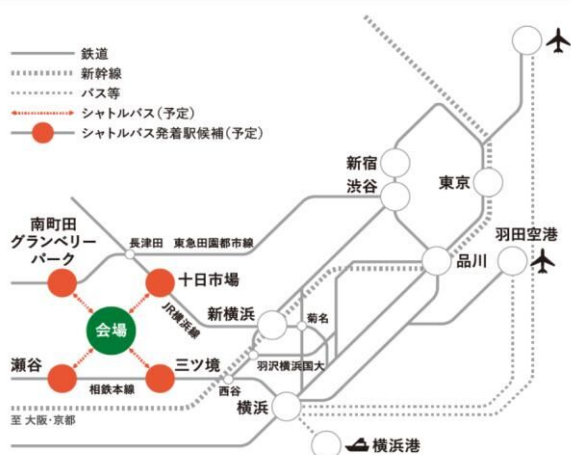 鉄道
新幹線
バス等
シャトルバス(予定)
シャトルバス発着駅候補(予定)
新宿
渋谷
東京
羽田空港
品川
南町田
グランベリー
パーク
長津田 東急田園都市線
十日市場
JR横浜線
新横浜
菊名
会場
羽沢横浜国大
瀬谷
三ツ境
相鉄本線
西谷
横浜
至 大阪・京都
横浜港